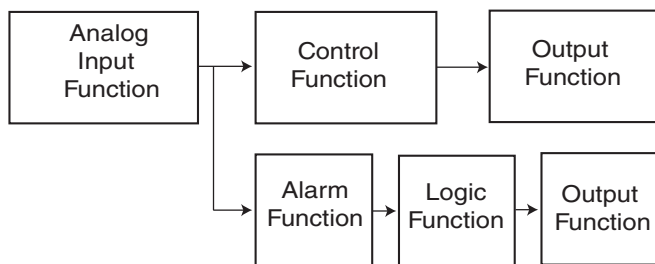 Analog
Input
Function
Control
Function
Output
Function
Alarm
Function
Logic
Function
Output
Function